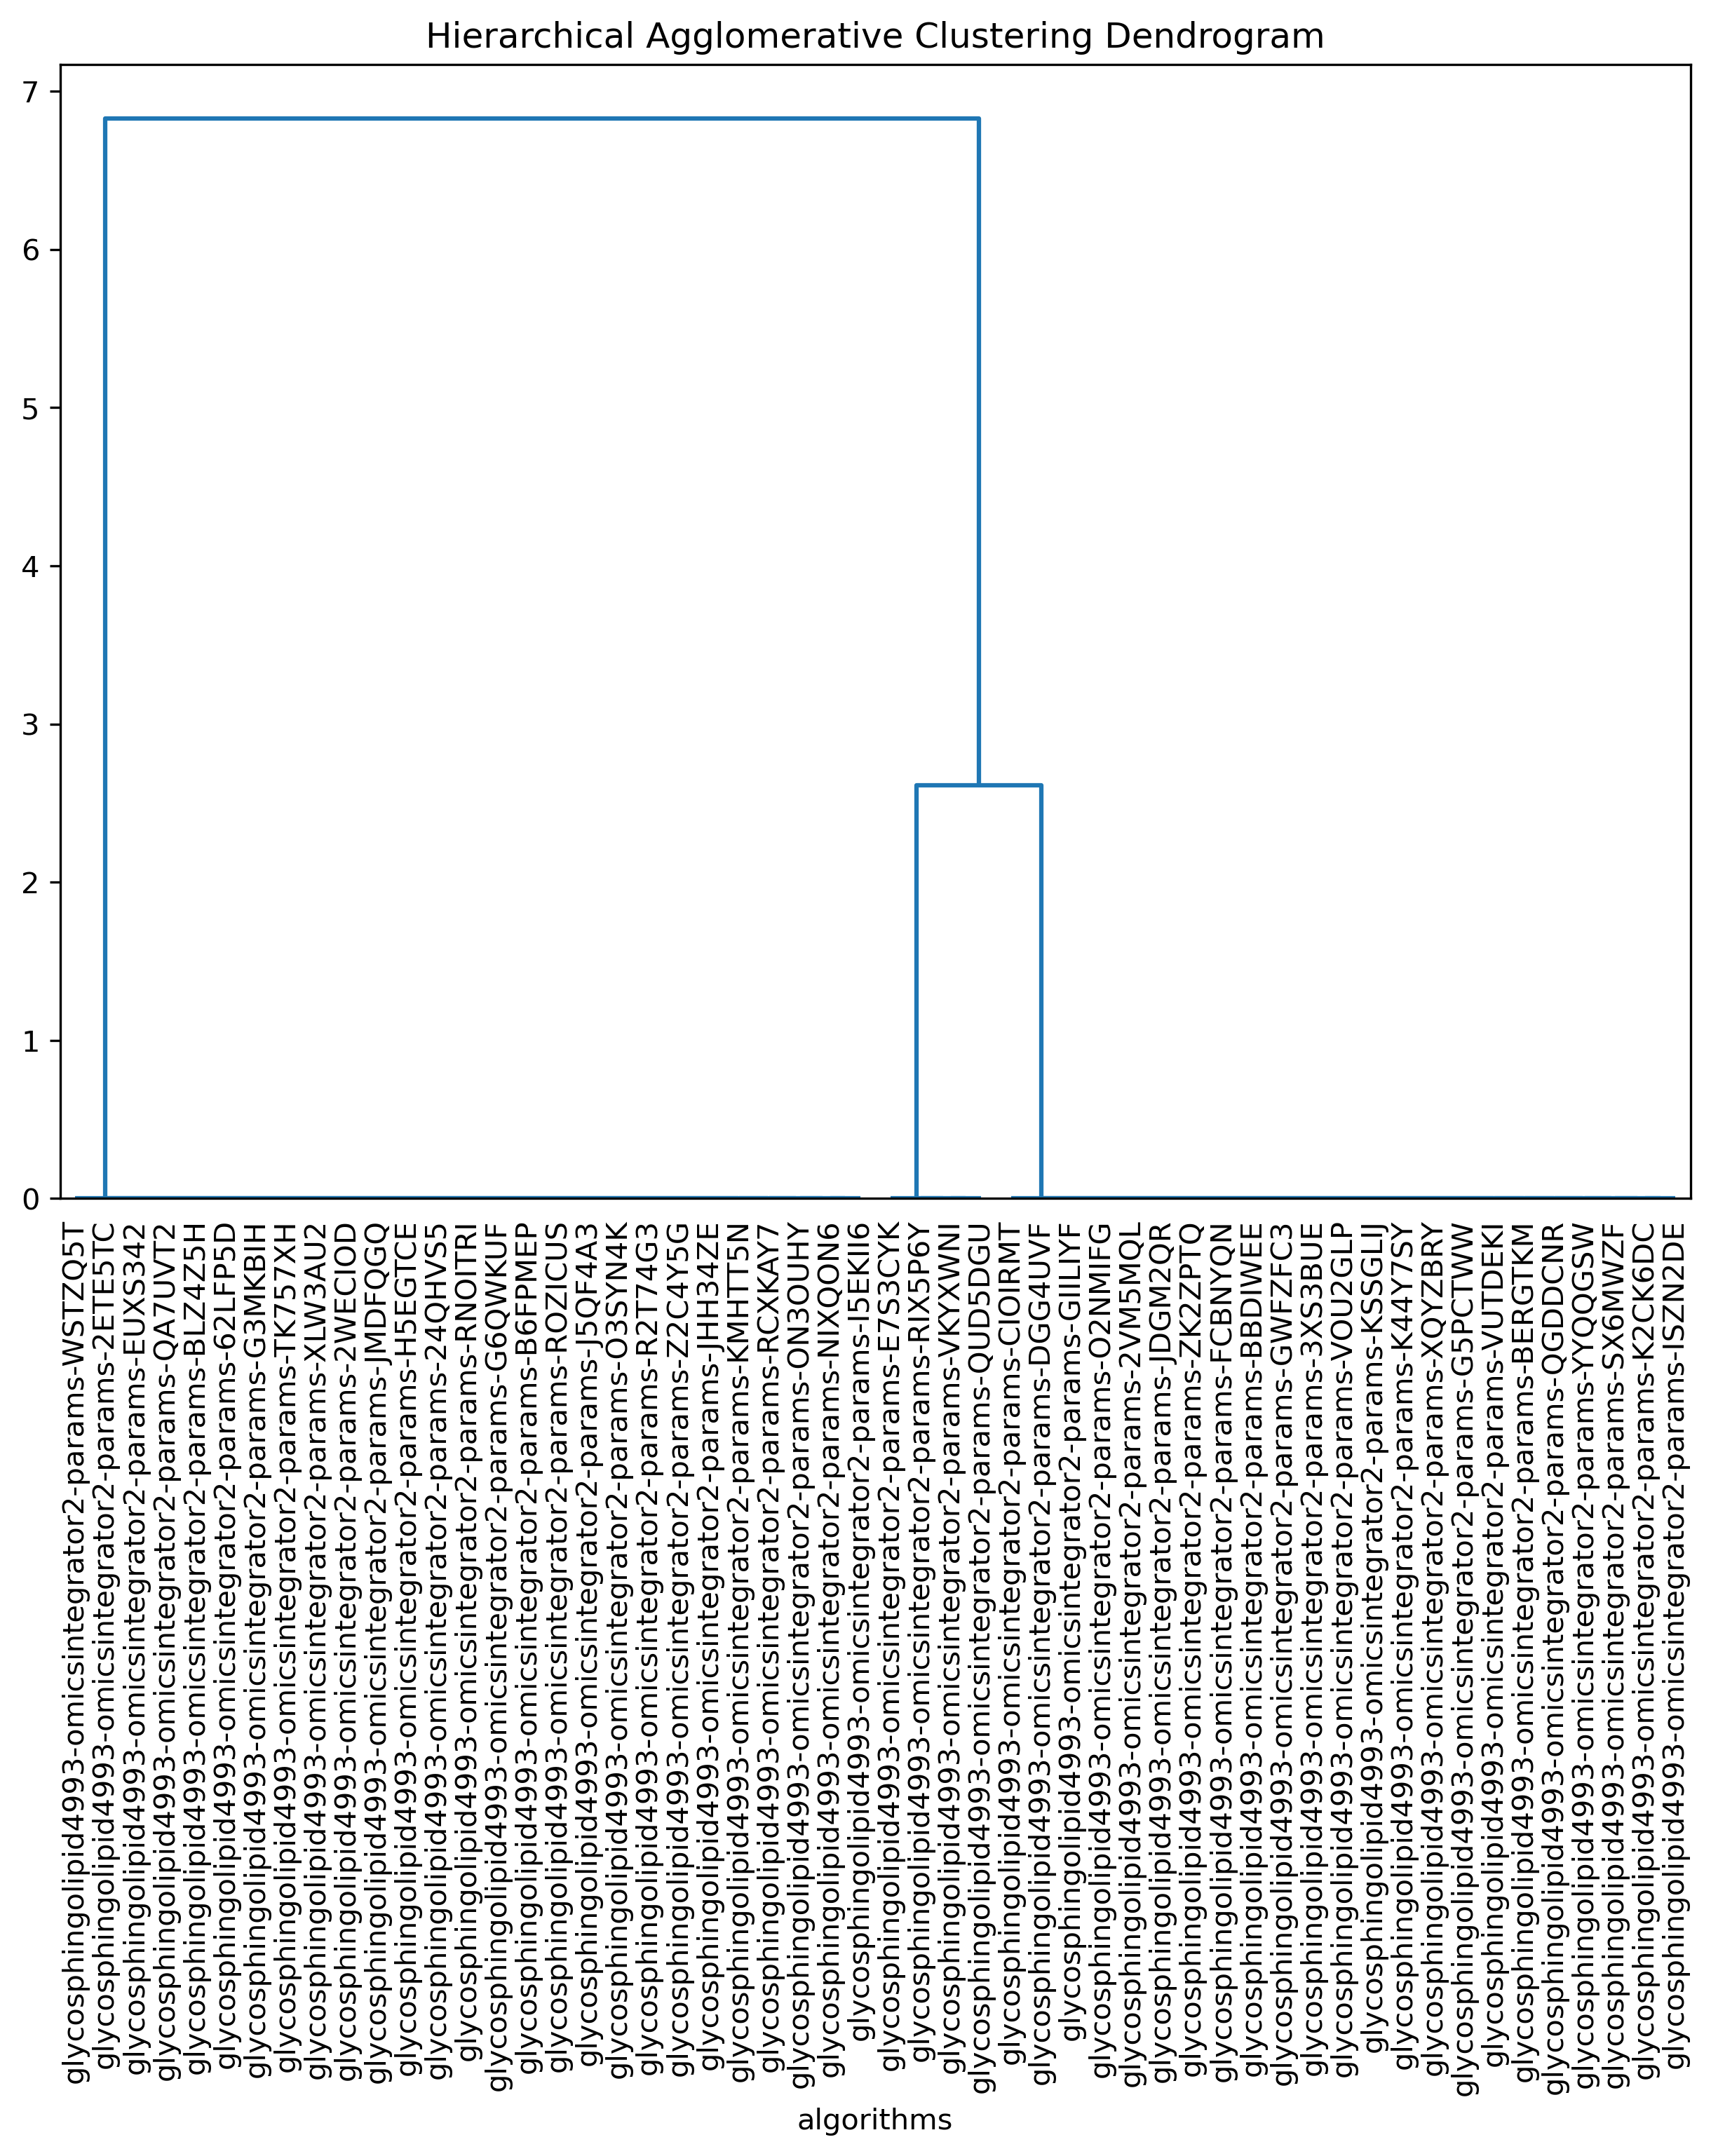 Hierarchical Agglomerative Clustering Dendrogram
7
6
5
4
3
2
1
0
glycosphingolipid4993-omicsintegrator2-params-WSTZQ5T
glycosphingolipid4993-omicsintegrator2-params-2ETE5TC
glycosphingolipid4993-omicsintegrator2-params-EUXS342
glycosphingolipid4993-omicsintegrator2-params-QA7UVT2
glycosphingolipid4993-omicsintegrator2-params-BLZ4Z5H
glycosphingolipid4993-omicsintegrator2-params-62LFP5D
glycosphingolipid4993-omicsintegrator2-params-G3MKBIH
glycosphingolipid4993-omicsintegrator2-params-TK757XH
glycosphingolipid4993-omicsintegrator2-params-XLW3AU2
glycosphingolipid4993-omicsintegrator2-params-2WECIOD
glycosphingolipid4993-omicsintegrator2-params-JMDFQGQ
glycosphingolipid4993-omicsintegrator2-params-H5EGTCE
glycosphingolipid4993-omicsintegrator2-params-24QHVS5
glycosphingolipid4993-omicsintegrator2-params-RNOITRI
glycosphingolipid4993-omicsintegrator2-params-G6QWKUF
glycosphingolipid4993-omicsintegrator2-params-B6FPMEP
glycosphingolipid4993-omicsintegrator2-params-ROZICUS
glycosphingolipid4993-omicsintegrator2-params-J5QF4A3
glycosphingolipid4993-omicsintegrator2-params-O3SYN4K
glycosphingolipid4993-omicsintegrator2-params-R2T74G3
glycosphingolipid4993-omicsintegrator2-params-Z2C4Y5G
glycosphingolipid4993-omicsintegrator2-params-JHH34ZE
glycosphingolipid4993-omicsintegrator2-params-KMHTT5N
glycosphingolipid4993-omicsintegrator2-params-RCXKAY7
glycosphingolipid4993-omicsintegrator2-params-ON3OUHY
glycosphingolipid4993-omicsintegrator2-params-NIXQON6
glycosphingolipid4993-omicsintegrator2-params-I5EKII6
glycosphingolipid4993-omicsintegrator2-params-E7S3CYK
glycosphingolipid4993-omicsintegrator2-params-RIX5P6Y
glycosphingolipid4993-omicsintegrator2-params-VKYXWNI
glycosphingolipid4993-omicsintegrator2-params-QUD5DGU
glycosphingolipid4993-omicsintegrator2-params-CIOIRMT
glycosphingolipid4993-omicsintegrator2-params-DGG4UVF
glycosphingolipid4993-omicsintegrator2-params-GIILIYF
glycosphingolipid4993-omicsintegrator2-params-O2NMIFG
glycosphingolipid4993-omicsintegrator2-params-2VM5MQL
glycosphingolipid4993-omicsintegrator2-params-JDGM2QR
glycosphingolipid4993-omicsintegrator2-params-ZK2ZPTQ
glycosphingolipid4993-omicsintegrator2-params-FCBNYQN
glycosphingolipid4993-omicsintegrator2-params-BBDIWEE
glycosphingolipid4993-omicsintegrator2-params-GWFZFC3
glycosphingolipid4993-omicsintegrator2-params-3XS3BUE
glycosphingolipid4993-omicsintegrator2-params-VOU2GLP
glycosphingolipid4993-omicsintegrator2-params-KSSGLIJ
glycosphingolipid4993-omicsintegrator2-params-K44Y7SY
glycosphingolipid4993-omicsintegrator2-params-XQYZBRY
glycosphingolipid4993-omicsintegrator2-params-G5PCTWW
glycosphingolipid4993-omicsintegrator2-params-VUTDEKI
glycosphingolipid4993-omicsintegrator2-params-BERGTKM
glycosphingolipid4993-omicsintegrator2-params-QGDDCNR
glycosphingolipid4993-omicsintegrator2-params-YYQQGSW
glycosphingolipid4993-omicsintegrator2-params-SX6MWZF
glycosphingolipid4993-omicsintegrator2-params-K2CK6DC
glycosphingolipid4993-omicsintegrator2-params-ISZN2DE
algorithms